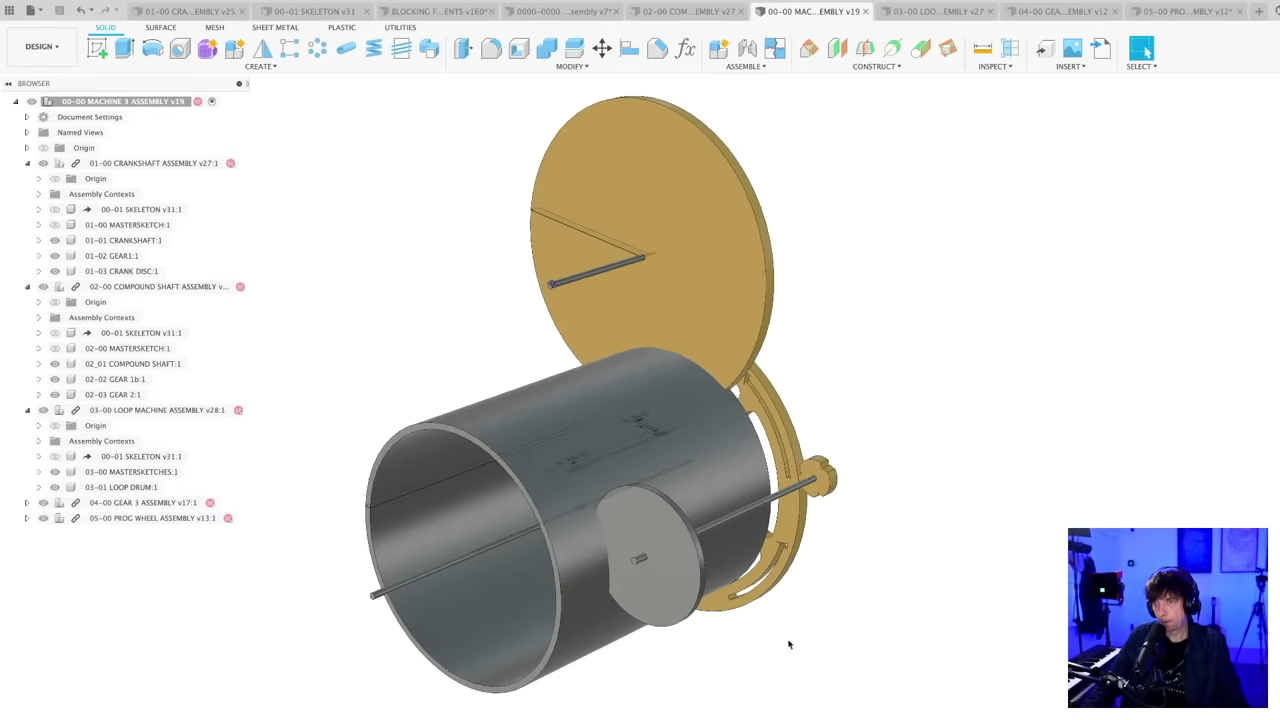 01-00 CRA...EMBLY v25
00-01 SKELETON v31
BLOCKING F...ENTS v160*
0000-0000 ...sembly v7*
02-00 COM...EMBLY v27
00-00 MAC...EMBLY v19
03-00 LOO...EMBLY v27
04-00 GEA...EMBLY v12
05-00 PRO...MBLY v12*
SOLID
SURFACE
MESH
SHEET METAL
PLASTIC
UTILITIES
DESIGN
CREATE
MODIFY
ASSEMBLE
CONSTRUCT
INSPECT
INSERT
SELECT
BROWSER
00-00 MACHINE 3 ASSEMBLY v19
Document Settings
Named Views
Origin
01-00 CRANKSHAFT ASSEMBLY v27:1
Origin
Assembly Contexts
00-01 SKELETON v31:1
01-00 MASTERSKETCH:1
01-01 CRANKSHAFT:1
01-02 GEAR1:1
01-03 CRANK DISC:1
02-00 COMPOUND SHAFT ASSEMBLY v...
Origin
Assembly Contexts
00-01 SKELETON v31:1
02-00 MASTERSKETCH:1
02_01 COMPOUND SHAFT:1
02-02 GEAR 1b:1
02-03 GEAR 2:1
03-00 LOOP MACHINE ASSEMBLY v28:1
Origin
Assembly Contexts
00-01 SKELETON v31:1
03-00 MASTERSKETCHES:1
03-01 LOOP DRUM:1
04-00 GEAR 3 ASSEMBLY v17:1
05-00 PROG WHEEL ASSEMBLY v13:1